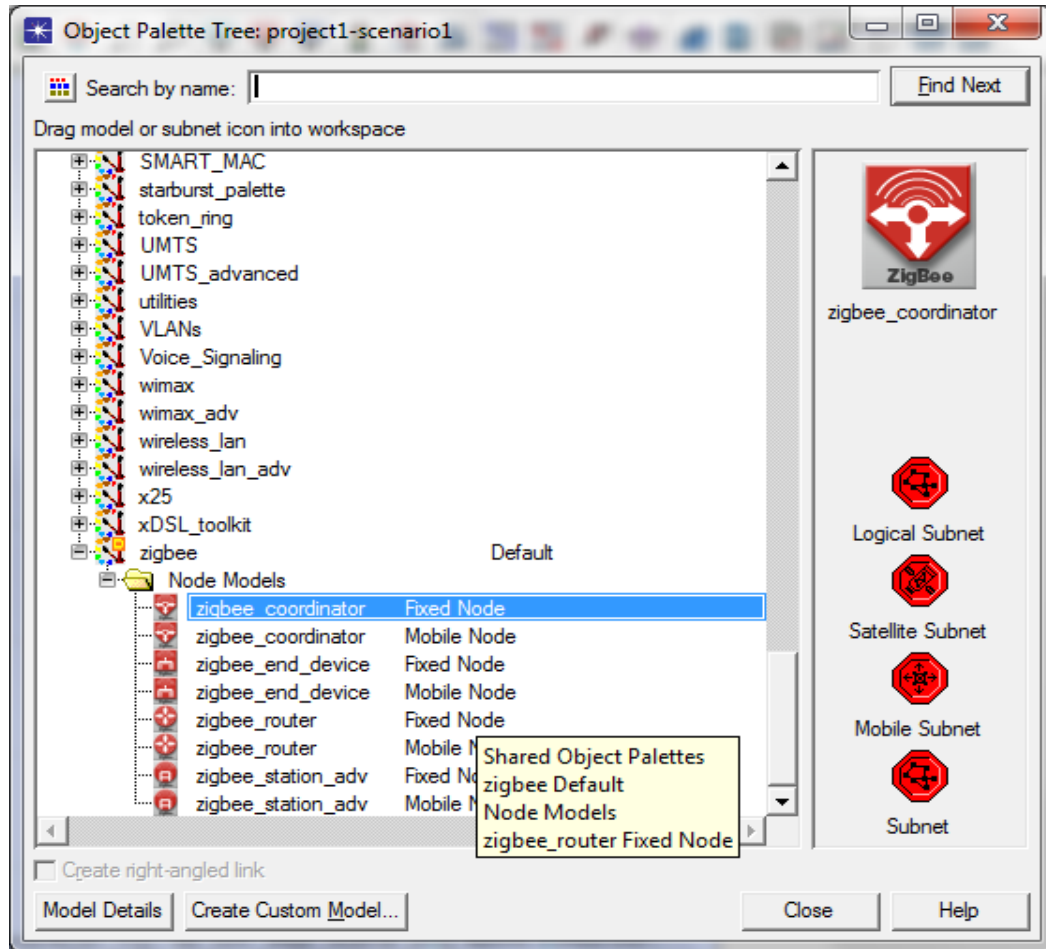 Object Palette Tree: project1-scenario1
Search by name:
Find Next
Drag model or subnet icon into workspace
SMART_MAC
starburst_palette
token_ring
UMTS
UMTS_advanced
utilities
VLANs
Voice_Signaling
wimax
wimax_adv
wireless_lan
wireless_lan_adv
x25
xDSL_toolkit
zigbee Default
Node Models
zigbee_coordinator Fixed Node
zigbee_coordinator Mobile Node
zigbee_end_device Fixed Node
zigbee_end_device Mobile Node
zigbee_router Fixed Node
zigbee_router Mobile N
zigbee_station_adv Fixed No
zigbee_station_adv Mobile N
Shared Object Palettes
zigbee Default
Node Models
zigbee_router Fixed Node
ZigBee
zigbee_coordinator
Logical Subnet
Satellite Subnet
Mobile Subnet
Subnet
Create right-angled link
Model Details
Create Custom Model...
Close
Help